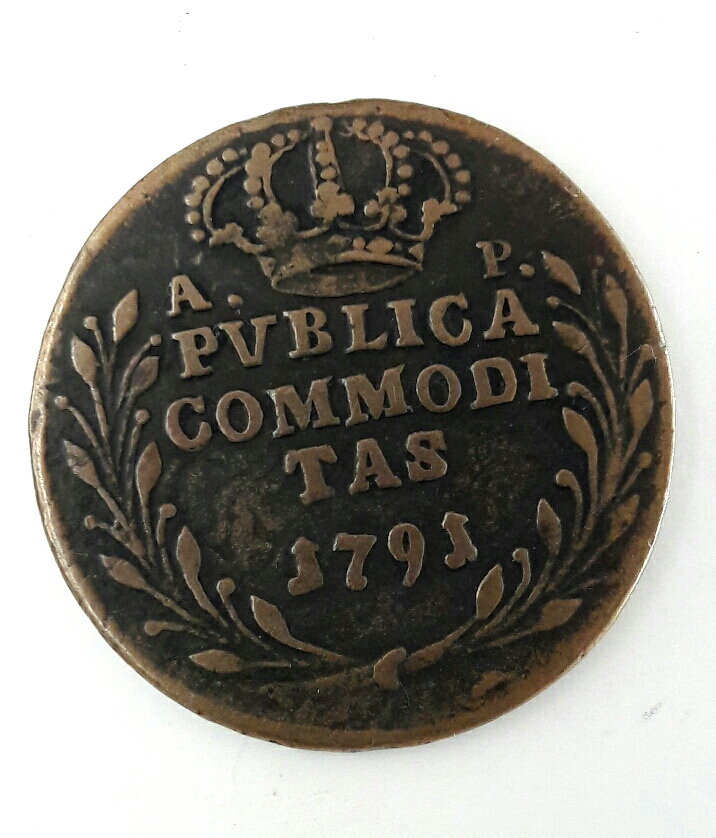 A. P.
PVBLICA
COMMODI
TAS
1791